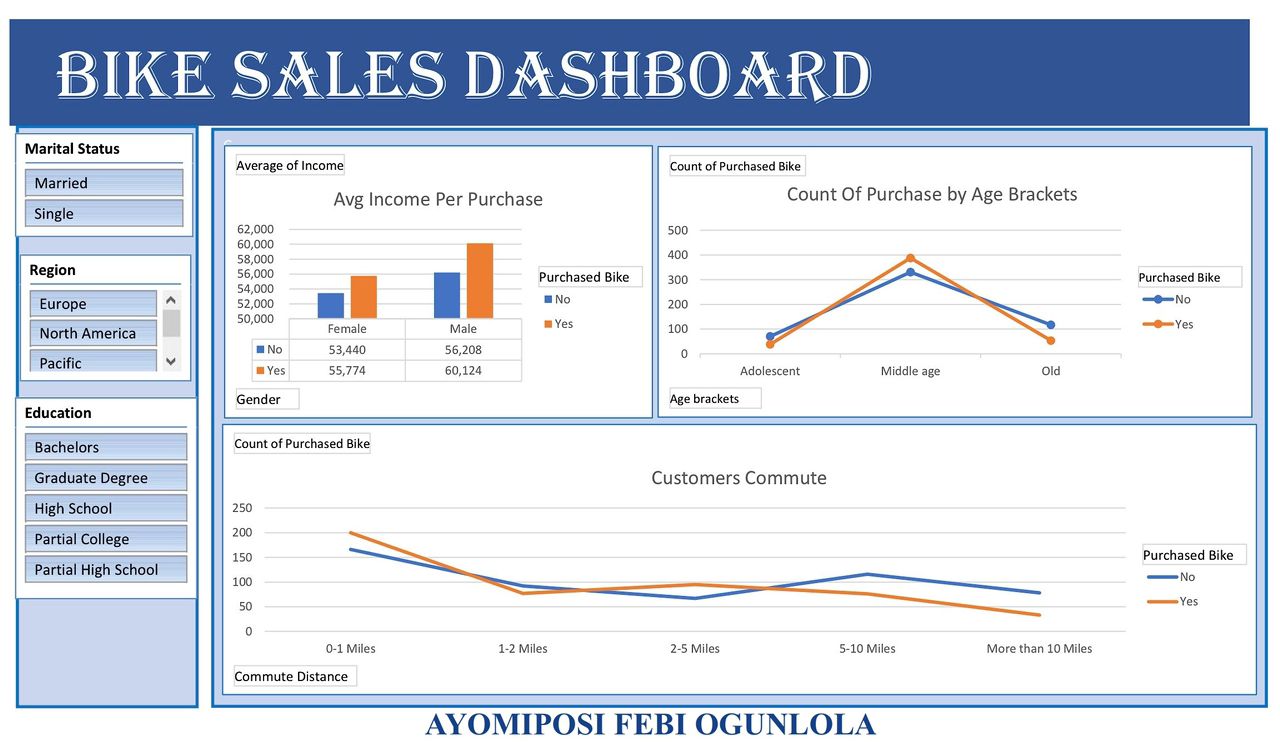 BIKE SALES DASHBOARD
Marital Status
Married
Single
Region
Europe
North America
Pacific
Education
Bachelors
Graduate Degree
High School
Partial College
Partial High School
Average of Income
Avg Income Per Purchase
62,000
60,000
58,000
56,000
54,000
52,000
50,000
Female Male
No 53,440 56,208
Yes 55,774 60,124
Purchased Bike
No
Yes
Gender
Count of Purchased Bike
Count Of Purchase by Age Brackets
500
400
300
200
100
0
Adolescent Middle age Old
Purchased Bike
No
Yes
Age brackets
Count of Purchased Bike
Customers Commute
250
200
150
100
50
0
0-1 Miles 1-2 Miles 2-5 Miles 5-10 Miles More than 10 Miles
Purchased Bike
No
Yes
Commute Distance
AYOMIPOSI FEBI OGUNLOLA